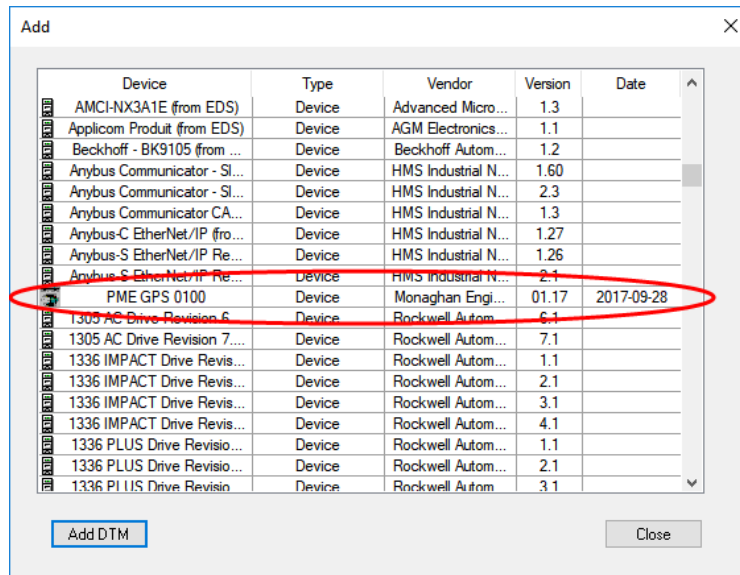 Add
Device Type Vendor Version Date
AMCI-NX3A1E (from EDS) Device Advanced Micro... 1.3
Applicom Produit (from EDS) Device AGM Electronics... 1.1
Beckhoff - BK9105 (from ... Device Beckhoff Autom... 1.2
Anybus Communicator - SI... Device HMS Industrial N... 1.60
Anybus Communicator - SI... Device HMS Industrial N... 2.3
Anybus Communicator CA... Device HMS Industrial N... 1.3
Anybus-C EtherNet/IP (fro... Device HMS Industrial N... 1.27
Anybus-S EtherNet/IP Re... Device HMS Industrial N... 1.26
Anybus-S EtherNet/IP Re... Device HMS Industrial N... 2.1
PME GPS 0100 Device Monaghan Engi... 01.17 2017-09-28
1305 AC Drive Revision 6.... Device Rockwell Autom... 6.1
1305 AC Drive Revision 7.... Device Rockwell Autom... 7.1
1336 IMPACT Drive Revis... Device Rockwell Autom... 1.1
1336 IMPACT Drive Revis... Device Rockwell Autom... 2.1
1336 IMPACT Drive Revis... Device Rockwell Autom... 3.1
1336 IMPACT Drive Revis... Device Rockwell Autom... 4.1
1336 PLUS Drive Revisio... Device Rockwell Autom... 1.1
1336 PLUS Drive Revisio... Device Rockwell Autom... 2.1
1336 PLUS Drive Revisio... Device Rockwell Autom... 3.1
Add DTM Close